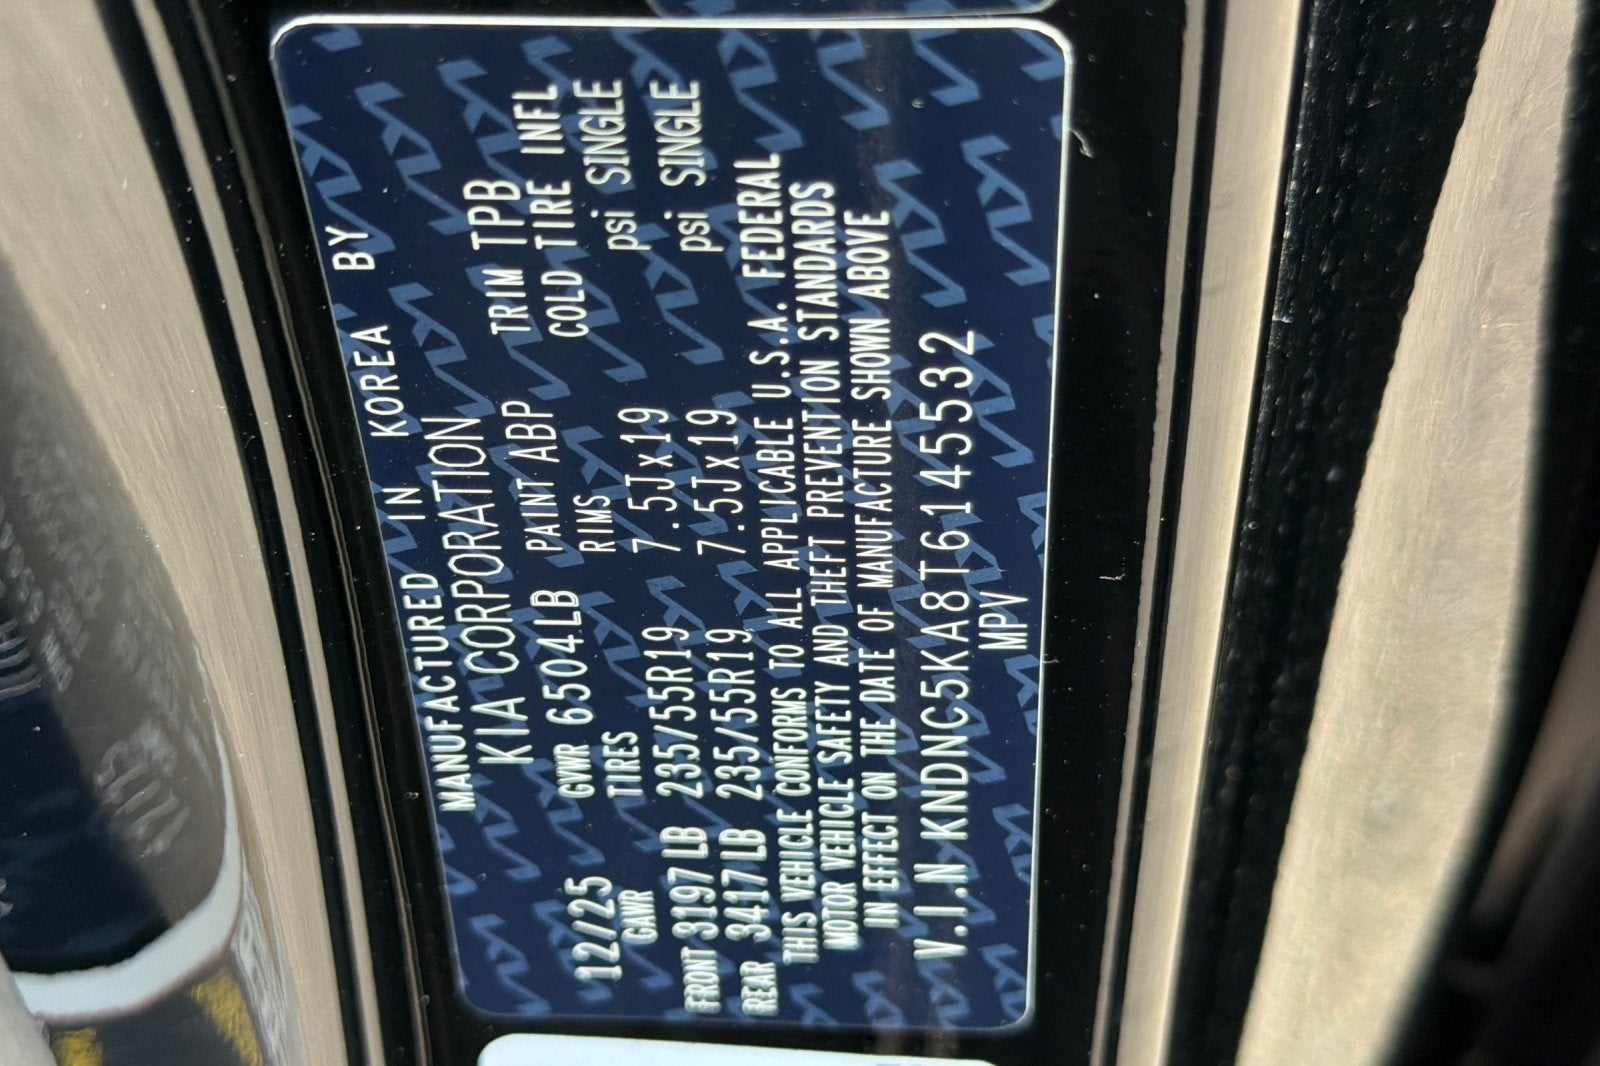 MANUFACTURED IN KOREA BY
KIA CORPORATION
12/25 GVWR 6504LB PAINT ABP TRIM TPB
GAWR TIRES RIMS COLD TIRE INFL
FRONT 3197 LB 235/55R19 7.5Jx19 psi SINGLE
REAR 3417 LB 235/55R19 7.5Jx19 psi SINGLE
THIS VEHICLE CONFORMS TO ALL APPLICABLE U.S.A. FEDERAL
MOTOR VEHICLE SAFETY AND THEFT PREVENTION STANDARDS
IN EFFECT ON THE DATE OF MANUFACTURE SHOWN ABOVE
V.I.N KNDNC5KA8T6145532
MPV